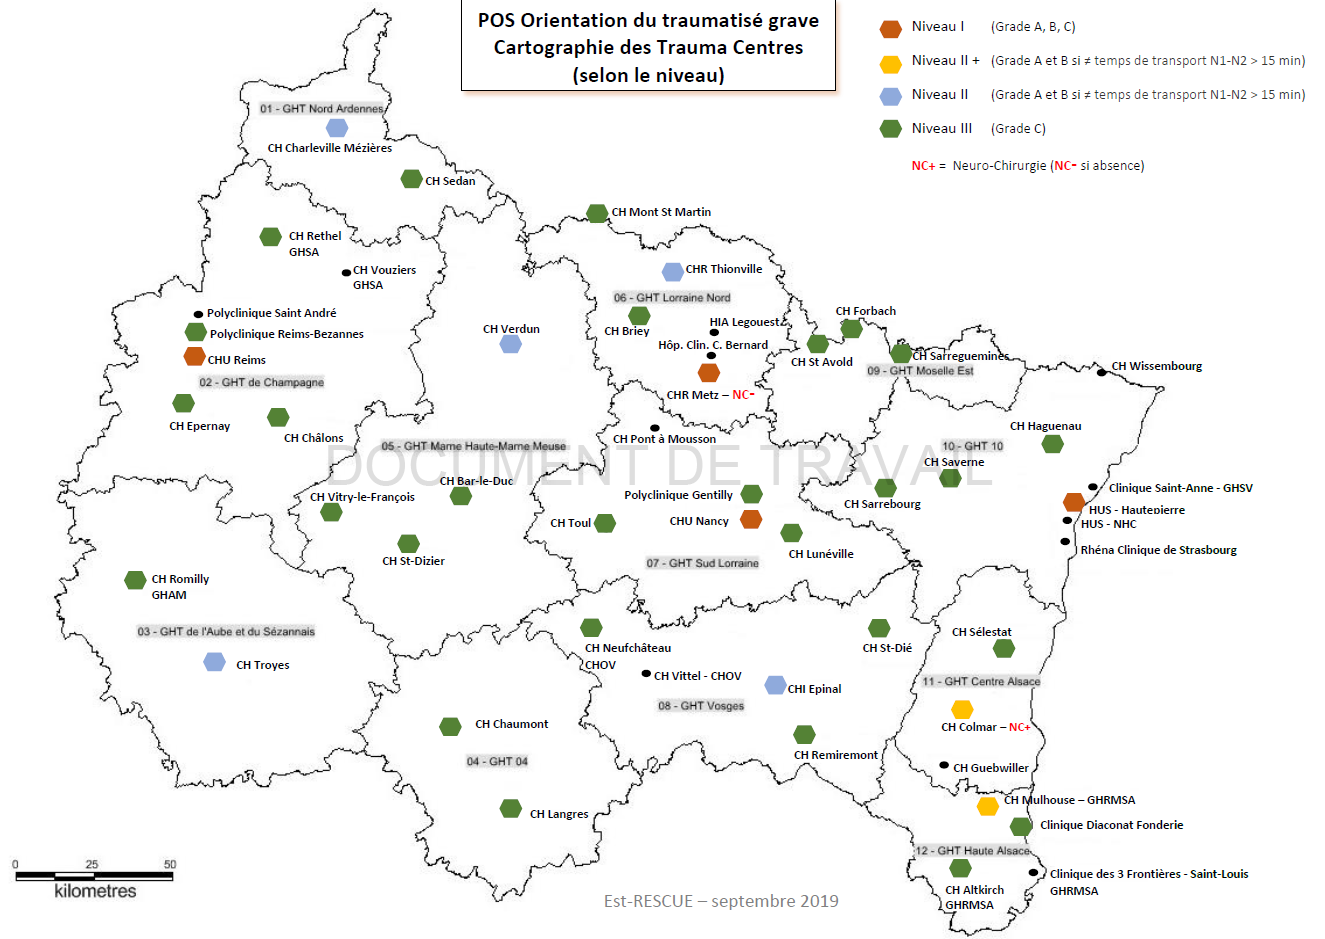 POS Orientation du traumatisé grave
Cartographie des Trauma Centres
(selon le niveau)
Niveau I (Grade A, B, C)
Niveau II + (Grade A et B si ≠ temps de transport N1-N2 > 15 min)
Niveau II (Grade A et B si ≠ temps de transport N1-N2 > 15 min)
Niveau III (Grade C)
NC+ = Neuro-Chirurgie (NC- si absence)
01 - GHT Nord Ardennes
CH Charleville Mézières
CH Sedan
CH Mont St Martin
CH Rethel
GHSA
CH Vouziers
GHSA
CHR Thionville
06 - GHT Lorraine Nord
Polyclinique Saint André
Polyclinique Reims-Bezannes
CHU Reims
02 - GHT de Champagne
CH Verdun
CH Briey
HIA Legouest
Hôp. Clin. C. Bernard
CHR Metz – NC-
CH Forbach
CH St Avold
CH Sarreguemines
09 - GHT Moselle Est
CH Wissembourg
CH Epernay
CH Châlons
05 - GHT Marne Haute-Marne Meuse
CH Pont à Mousson
CH Haguenau
10 - GHT 10
DOCUMENT DE TRAVAIL
CH Saverne
CH Bar-le-Duc
CH Vitry-le-François
Polyclinique Gentilly
CH Sarrebourg
Clinique Saint-Anne - GHSV
HUS - Hautepierre
HUS - NHC
Rhéna Clinique de Strasbourg
CH Toul
CHU Nancy
CH Lunéville
CH St-Dizier
07 - GHT Sud Lorraine
CH Romilly
GHAM
03 - GHT de l'Aube et du Sézannais
CH Troyes
CH Neufchâteau
CHOV
CH Vittel - CHOV
CH St-Dié
CH Sélestat
11 - GHT Centre Alsace
CHI Epinal
08 - GHT Vosges
CH Chaumont
04 - GHT 04
CH Remiremont
CH Colmar – NC+
CH Guebwiller
CH Langres
CH Mulhouse – GHRMSA
Clinique Diaconat Fonderie
12 - GHT Haute Alsace
CH Altkirch
GHRMSA
Clinique des 3 Frontières - Saint-Louis
GHRMSA
0 25 50
kilometres
Est-RESCUE – septembre 2019